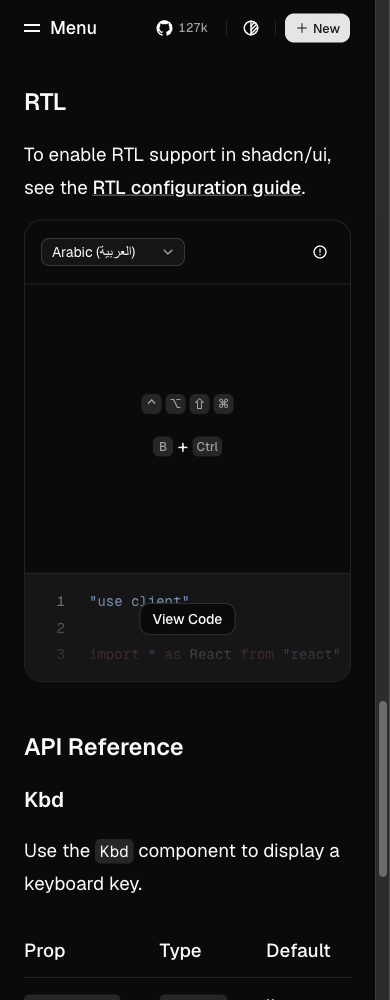 Menu 127k + New
RTL
To enable RTL support in shadcn/ui,
see the RTL configuration guide.
Arabic (العربية)
⌃ ⌥ ⇧ ⌘
B + Ctrl
1 "use client"
View Code
2
3 import * as React from "react"
API Reference
Kbd
Use the Kbd component to display a
keyboard key.
Prop Type Default